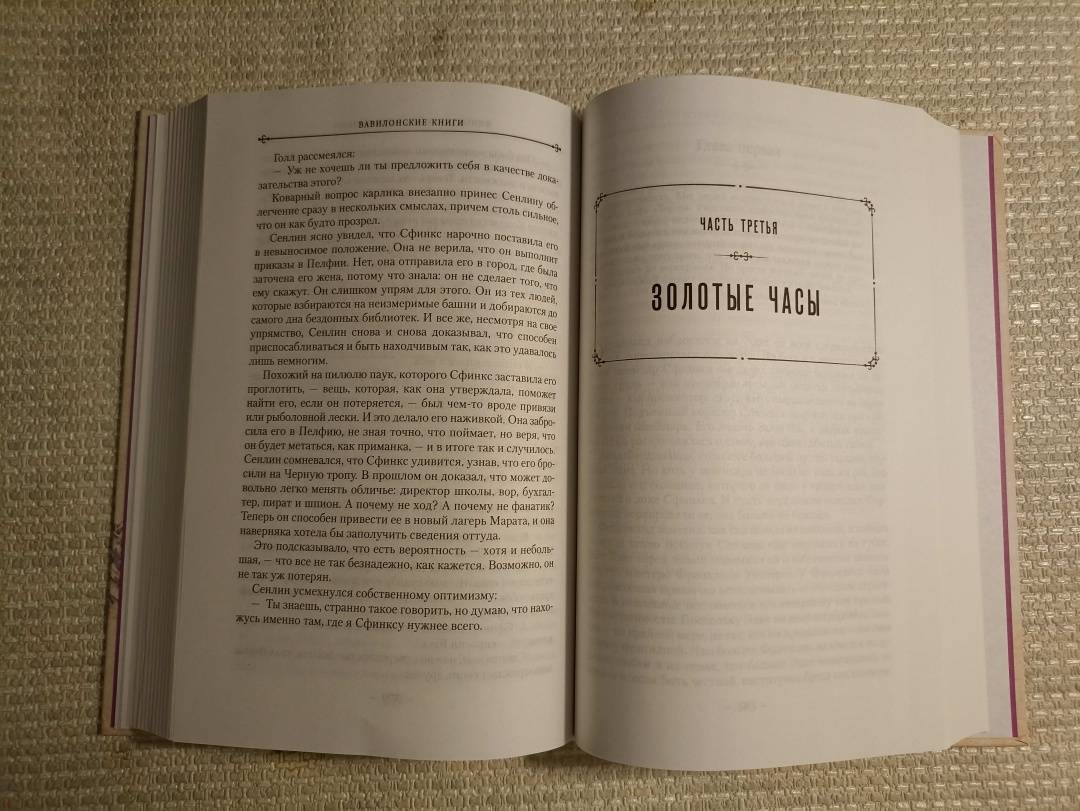 ВАВИЛОНСКИЕ КНИГИ
Голл рассмеялся:
— Уж не хочешь ли ты предложить себя в качестве дока-
зательства этого?
Коварный вопрос карлика внезапно принес Сенлину об-
легчение сразу в нескольких смыслах, причем столь сильное,
что он как будто прозрел.
Сенлин ясно увидел, что Сфинкс нарочно поставила его
в невыносимое положение. Она не верила, что он выполнит
приказы в Пелфии. Нет, она отправила его в город, где была
заточена его жена, потому что знала: он не сделает того, что
ему скажут. Он слишком упрям для этого. Он из тех людей,
которые взбираются на неизмеримые башни и добираются до
самого дна бездонных библиотек. И все же, несмотря на свое
упрямство, Сенлин снова и снова доказывал, что способен
приспосабливаться и быть находчивым так, как это удавалось
лишь немногим.
Похожий на пилюлю паук, которого Сфинкс заставила его
проглотить, — вещь, которая, как она утверждала, поможет
найти его, если он потеряется, — был чем-то вроде привязи
или рыболовной лески. И это делало его наживкой. Она забро-
сила его в Пелфию, не зная точно, что поймает, но веря, что
он будет метаться, как приманка, — и в итоге так и случилось.
Сенлин сомневался, что Сфинкс удивится, узнав, что его бро-
сили на Черную тропу. В прошлом он доказал, что может до-
вольно легко менять обличье: директор школы, вор, бухгал-
тер, пират и шпион. А почему не ход? А почему не фанатик?
Теперь он способен привести ее в новый лагерь Марата, и она
наверняка хотела бы заполучить сведения оттуда.
Это подсказывало, что есть вероятность — хотя и неболь-
шая, — что все не так безнадежно, как кажется. Возможно, он
не так уж потерян.
Сенлин усмехнулся собственному оптимизму:
— Ты знаешь, странно такое говорить, но думаю, что нахо-
жусь именно там, где я Сфинксу нужнее всего.
ЧАСТЬ ТРЕТЬЯ
ЗОЛОТЫЕ ЧАСЫ